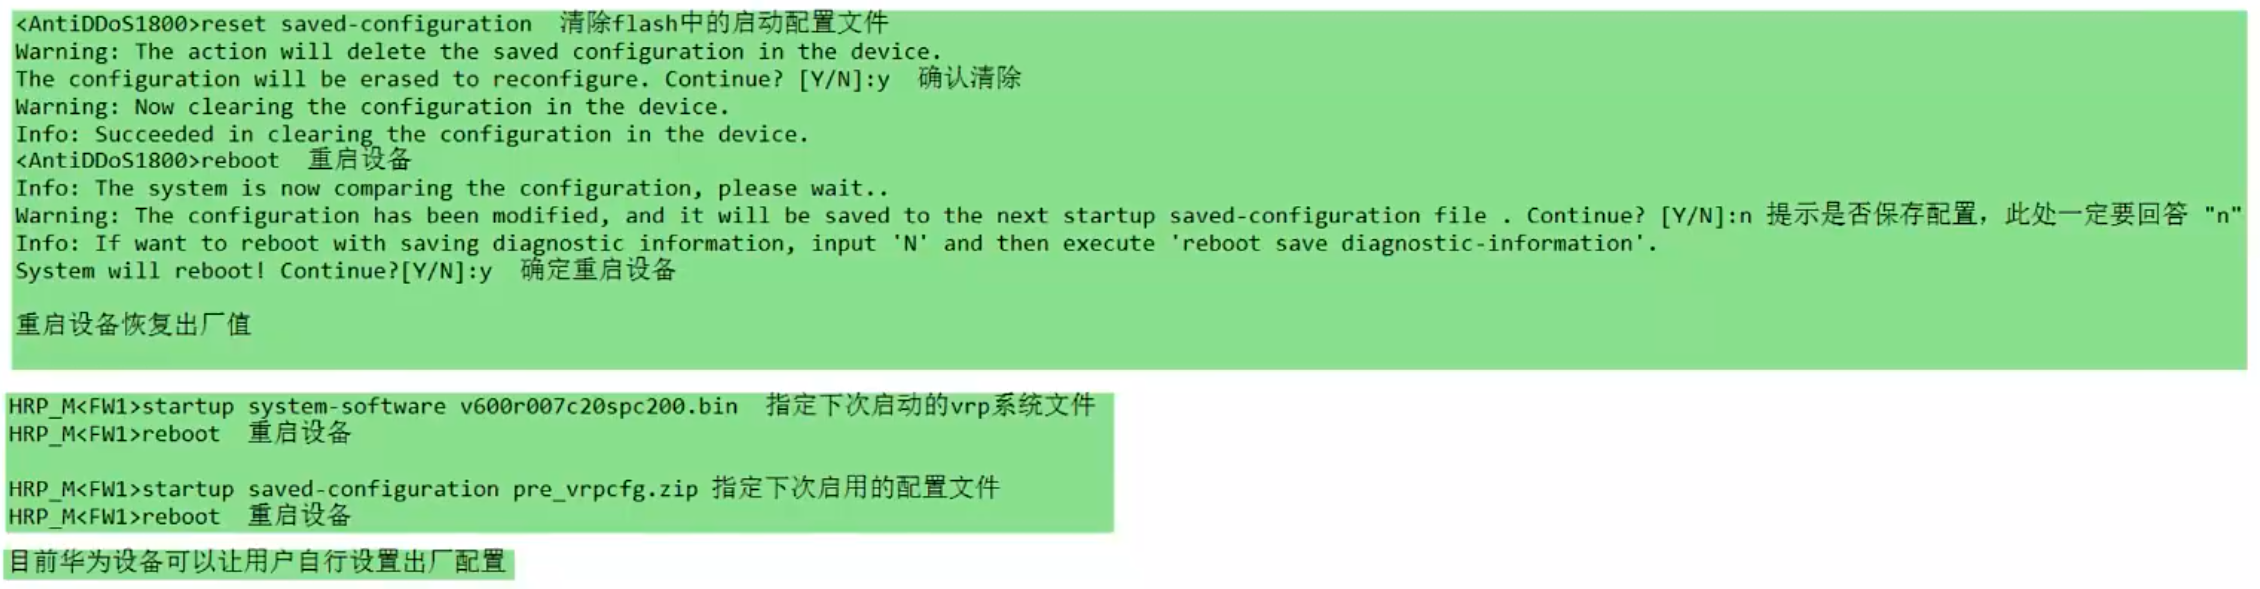 <AntiDDoS1800>reset saved-configuration  清除flash中的启动配置文件
Warning: The action will delete the saved configuration in the device.
The configuration will be erased to reconfigure. Continue? [Y/N]:y  确认清除
Warning: Now clearing the configuration in the device.
Info: Succeeded in clearing the configuration in the device.
<AntiDDoS1800>reboot  重启设备
Info: The system is now comparing the configuration, please wait..
Warning: The configuration has been modified, and it will be saved to the next startup saved-configuration file . Continue? [Y/N]:n 提示是否保存配置，此处一定要回答 "n"
Info: If want to reboot with saving diagnostic information, input 'N' and then execute 'reboot save diagnostic-information'.
System will reboot! Continue?[Y/N]:y  确定重启设备
重启设备恢复出厂值
HRP_M<FW1>startup system-software v600r007c20spc200.bin  指定下次启动的vrp系统文件
HRP_M<FW1>reboot  重启设备
HRP_M<FW1>startup saved-configuration pre_vrpcfg.zip 指定下次启用的配置文件
HRP_M<FW1>reboot  重启设备
目前华为设备可以让用户自行设置出厂配置